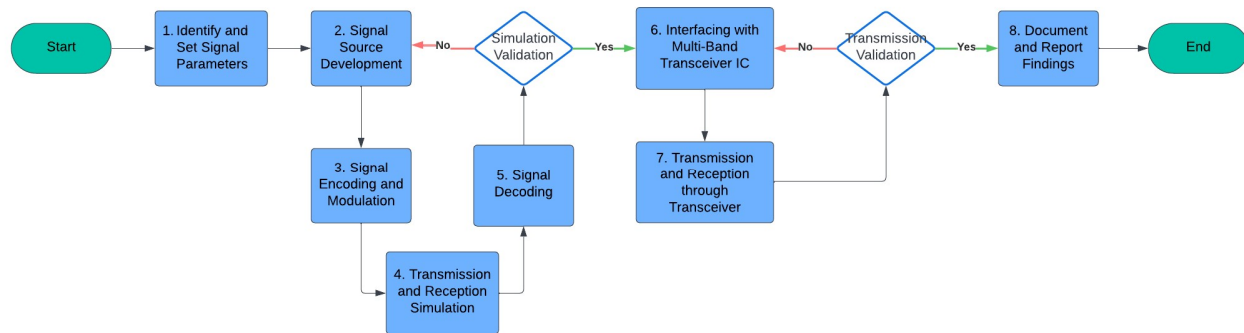 Start
1. Identify and
Set Signal
Parameters
2. Signal
Source
Development
No
Simulation
Validation
Yes
6. Interfacing with
Multi-Band
Transceiver IC
No
Transmission
Validation
Yes
8. Document
and Report
Findings
End
3. Signal
Encoding and
Modulation
5. Signal
Decoding
7. Transmission
and Reception
through
Transceiver
4. Transmission
and Reception
Simulation